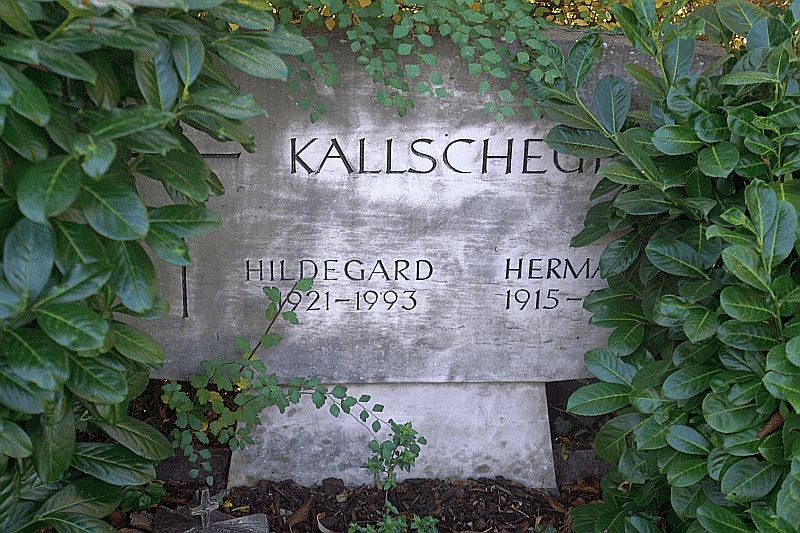 KALLSCHEU
HILDEGARD HERMA
1921–1993 1915–